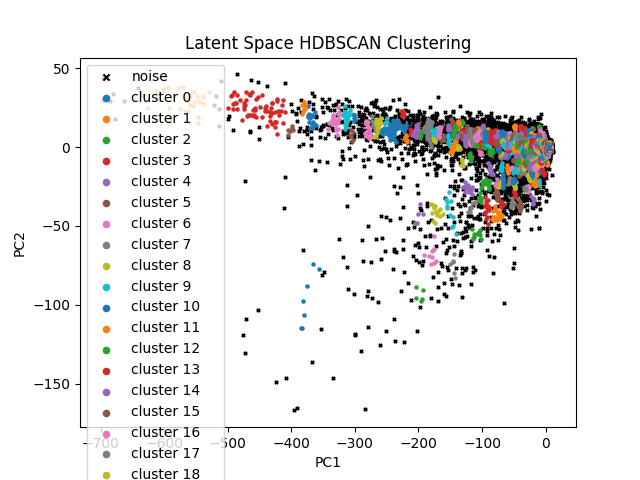 Latent Space HDBSCAN Clustering
50
0
−50
−100
−150
PC2
noise
cluster 0
cluster 1
cluster 2
cluster 3
cluster 4
cluster 5
cluster 6
cluster 7
cluster 8
cluster 9
cluster 10
cluster 11
cluster 12
cluster 13
cluster 14
cluster 15
cluster 16
cluster 17
cluster 18
−700 −600 −500 −400 −300 −200 −100 0
PC1